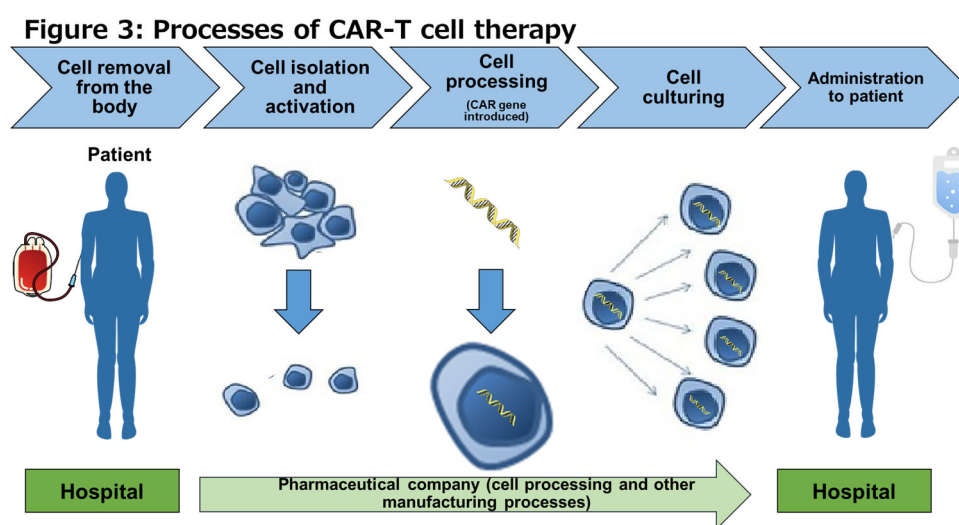 Figure 3: Processes of CAR-T cell therapy
Cell removal
from the
body
Cell isolation
and
activation
Cell
processing
(CAR gene
introduced)
Cell
culturing
Administration
to patient
Patient
Hospital
Pharmaceutical company (cell processing and other
manufacturing processes)
Hospital